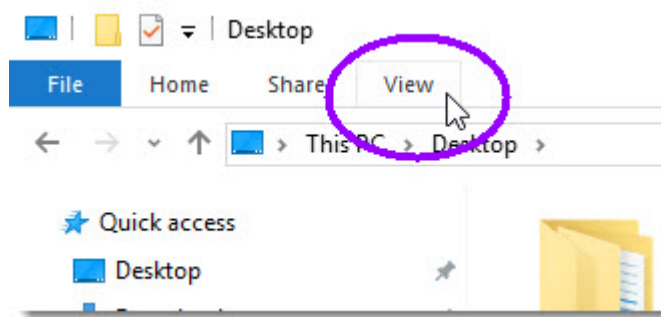 Desktop
File Home Share View
This PC Desktop
Quick access
Desktop